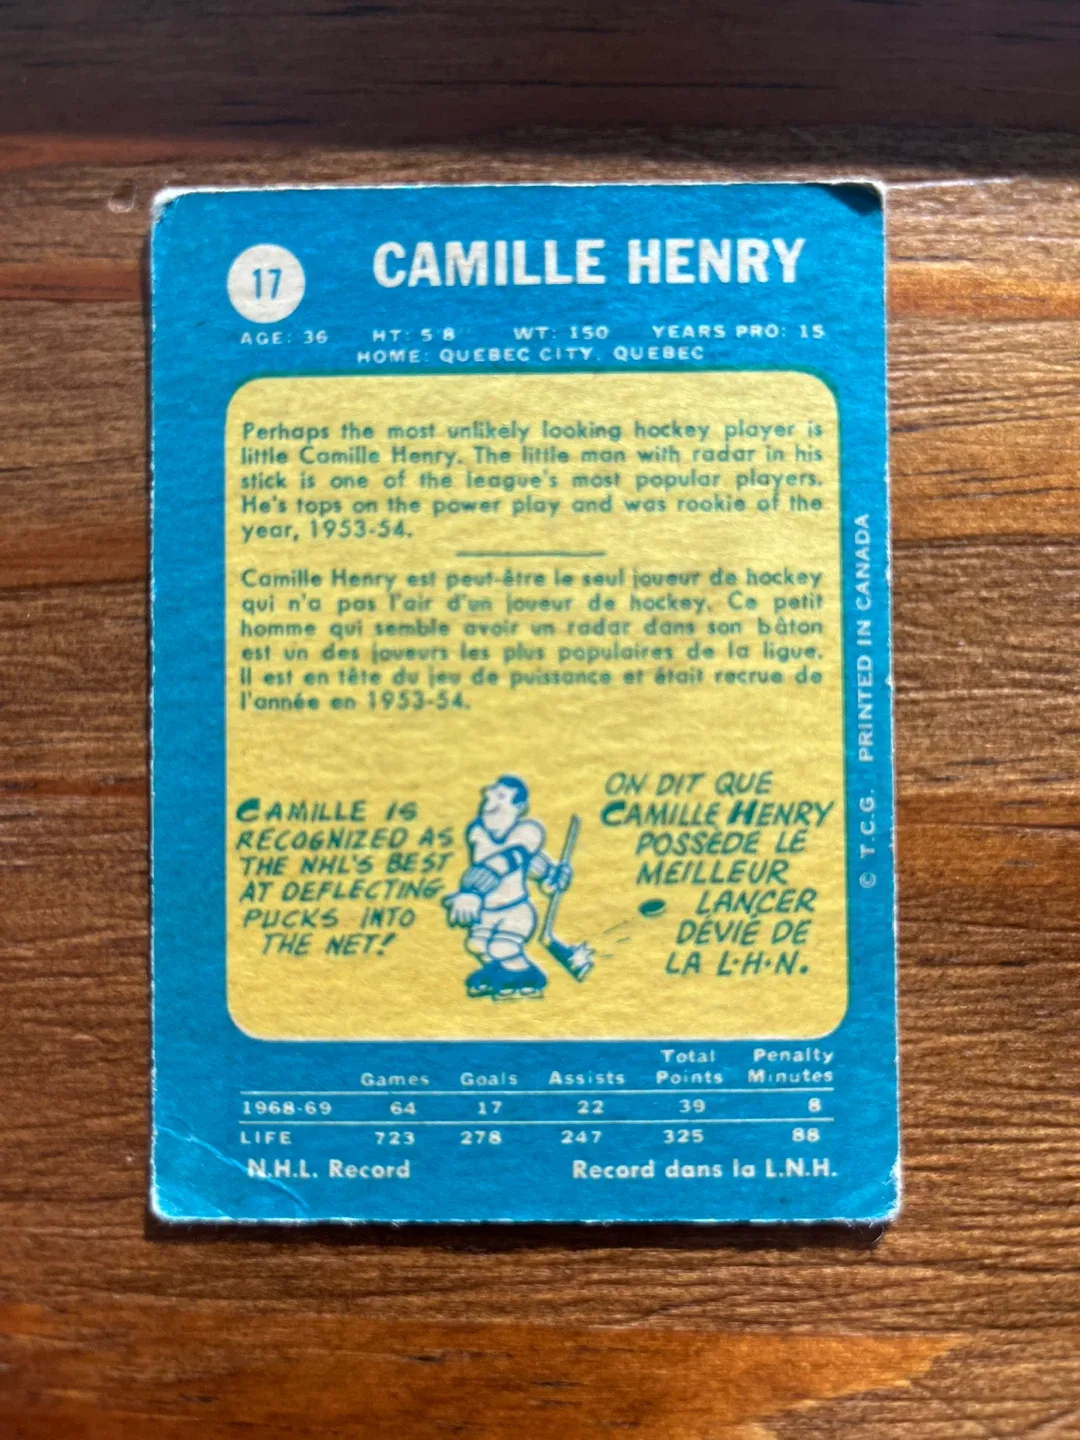 17
CAMILLE HENRY
AGE: 36 HT: 5'8" WT: 150 YEARS PRO: 15
HOME: QUEBEC CITY, QUEBEC
Perhaps the most unlikely looking hockey player is
little Camille Henry. The little man with radar in his
stick is one of the league's most popular players.
He's tops on the power play and was rookie of the
year, 1953-54.
Camille Henry est peut-être le seul joueur de hockey
qui n'a pas l'air d'un joueur de hockey. Ce petit
homme qui semble avoir un radar dans son bâton
est un des joueurs les plus populaires de la ligue.
Il est en tête du jeu de puissance et était recrue de
l'année en 1953-54.
CAMILLE IS
RECOGNIZED AS
THE NHL'S BEST
AT DEFLECTING
PUCKS INTO
THE NET!
ON DIT QUE
CAMILLE HENRY
POSSÈDE LE
MEILLEUR
LANCER
DÉVIÉ DE
LA L·H·N.
© T.C.G. PRINTED IN CANADA
Games Goals Assists Total Points Penalty Minutes
1968-69 64 17 22 39 8
LIFE 723 278 247 325 88
N.H.L. Record Record dans la L.N.H.